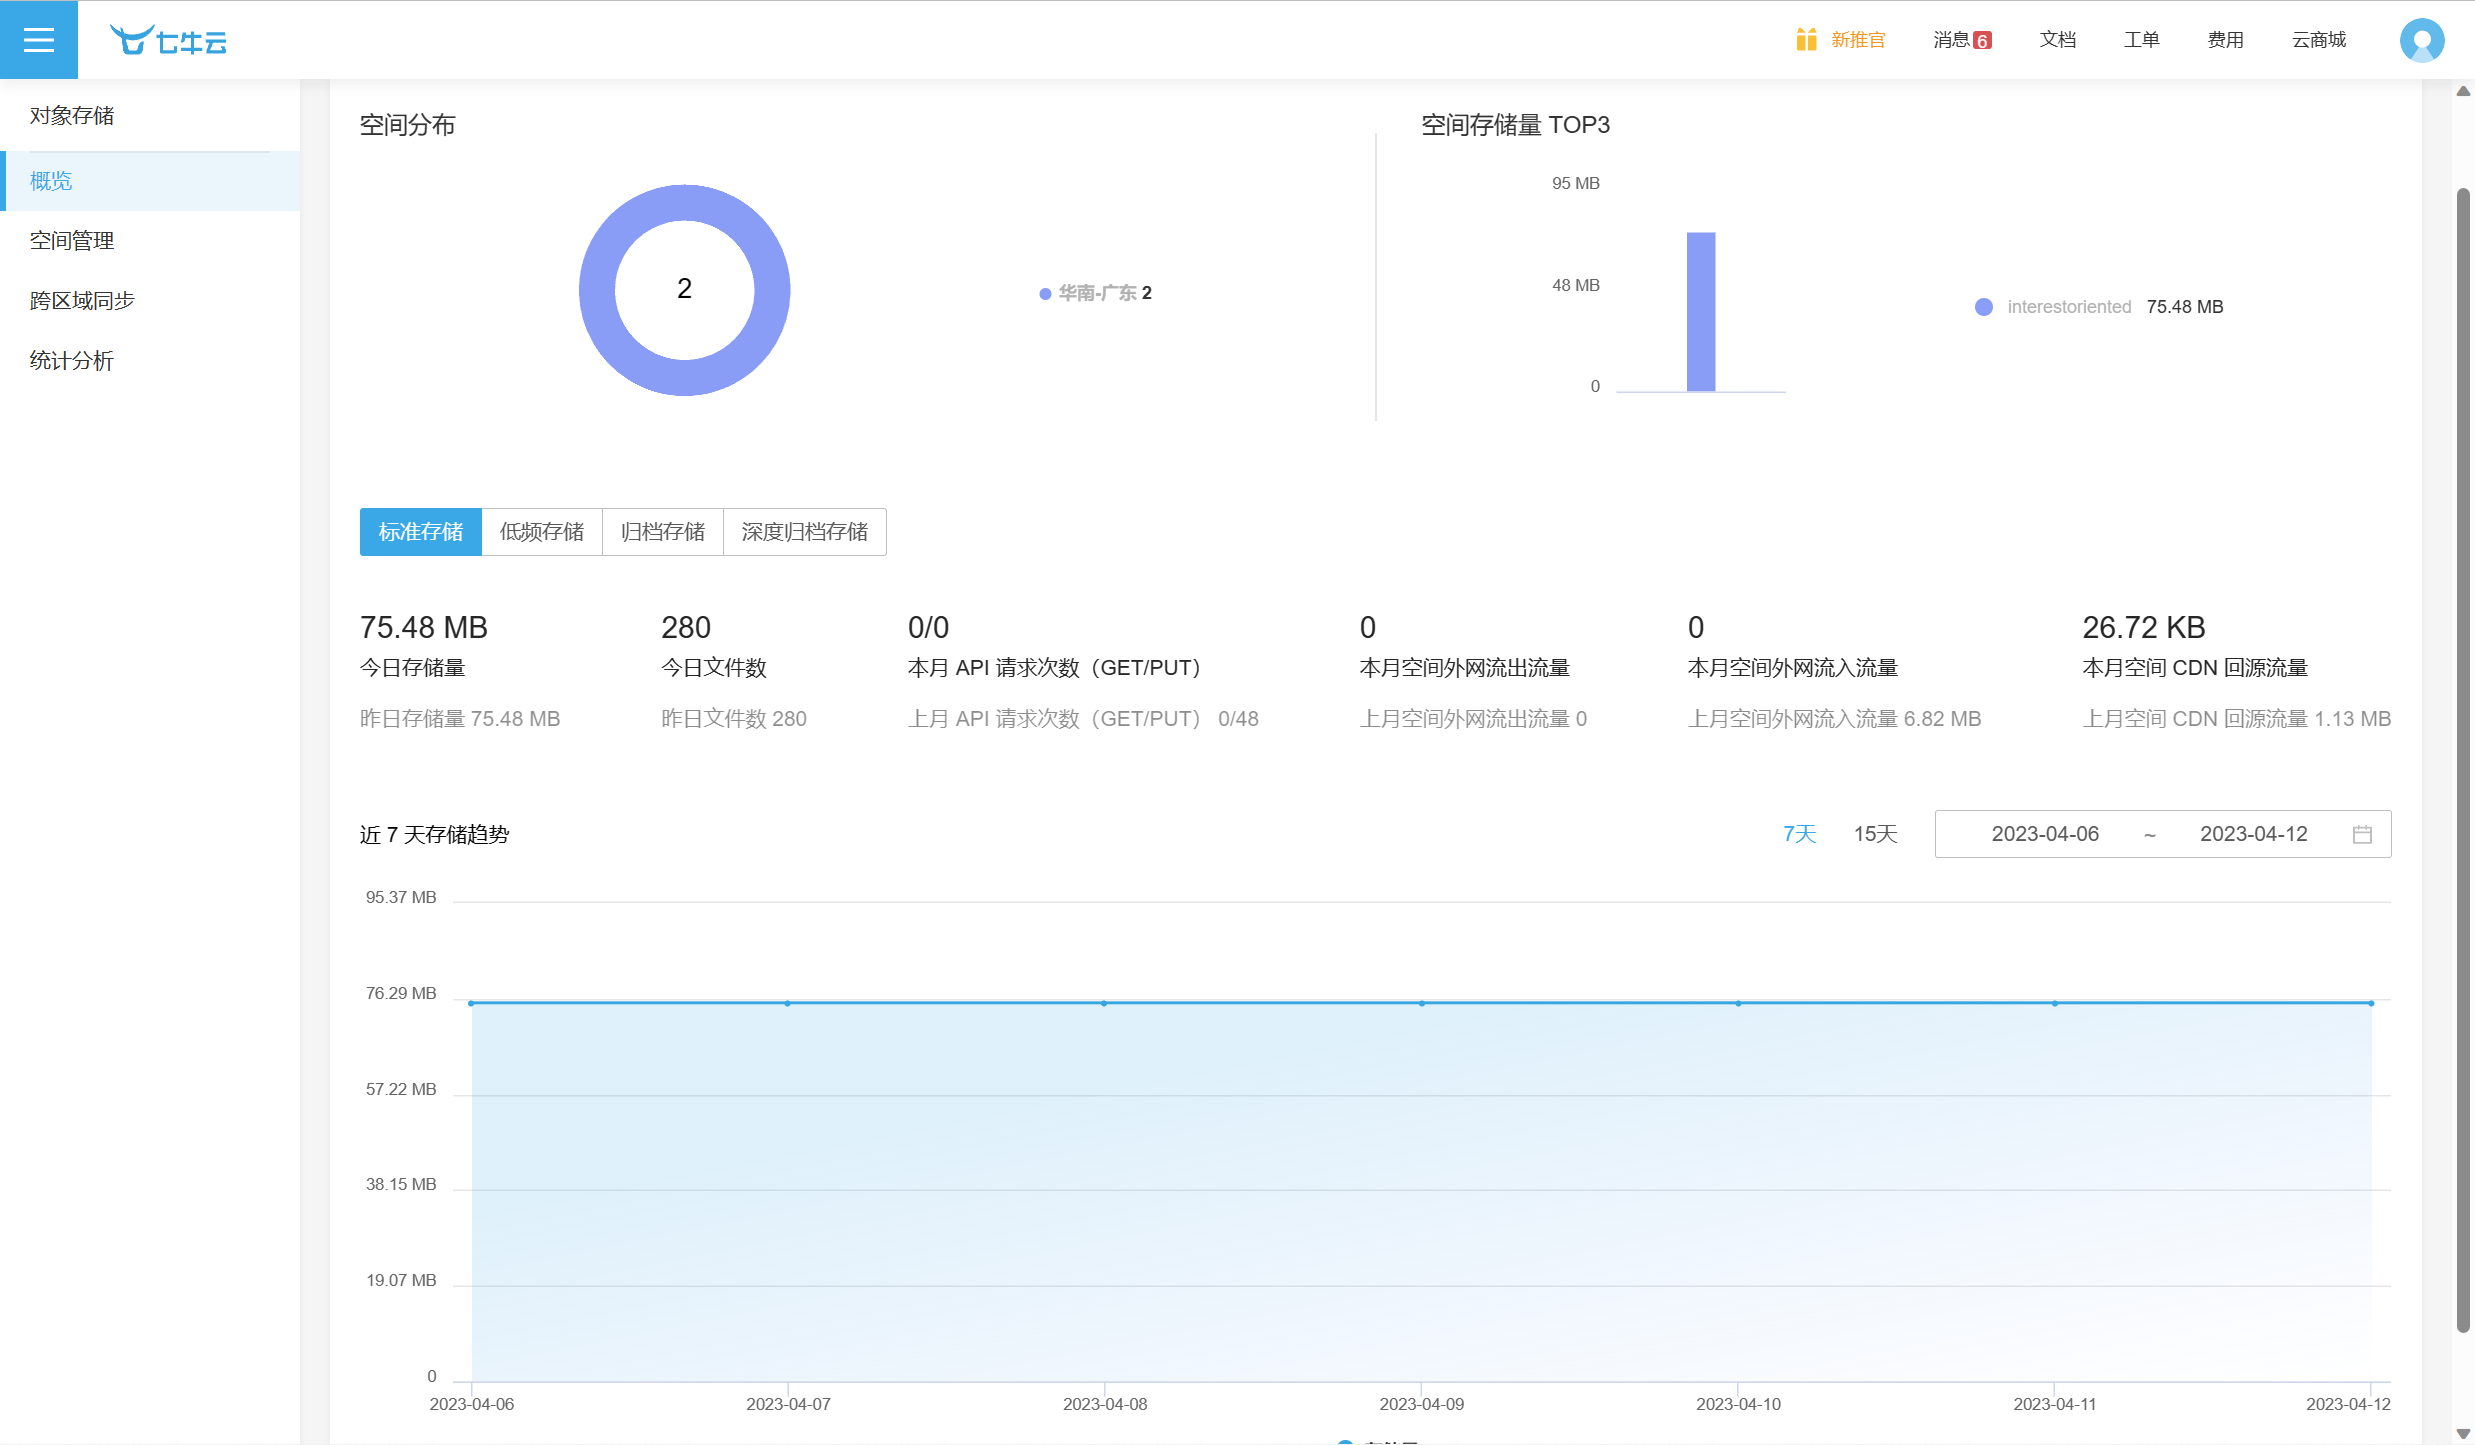 七牛云
新推官 消息 6 文档 工单 费用 云商城
对象存储
概览
空间管理
跨区域同步
统计分析
空间分布
2
华南-广东 2
空间存储量 TOP3
95 MB
48 MB
0
interestoriented 75.48 MB
标准存储 低频存储 归档存储 深度归档存储
75.48 MB
今日存储量
昨日存储量 75.48 MB
280
今日文件数
昨日文件数 280
0/0
本月 API 请求次数（GET/PUT）
上月 API 请求次数（GET/PUT） 0/48
0
本月空间外网流出流量
上月空间外网流出流量 0
0
本月空间外网流入流量
上月空间外网流入流量 6.82 MB
26.72 KB
本月空间 CDN 回源流量
上月空间 CDN 回源流量 1.13 MB
近 7 天存储趋势
7天 15天 2023-04-06 ~ 2023-04-12
95.37 MB
76.29 MB
57.22 MB
38.15 MB
19.07 MB
0
2023-04-06 2023-04-07 2023-04-08 2023-04-09 2023-04-10 2023-04-11 2023-04-12